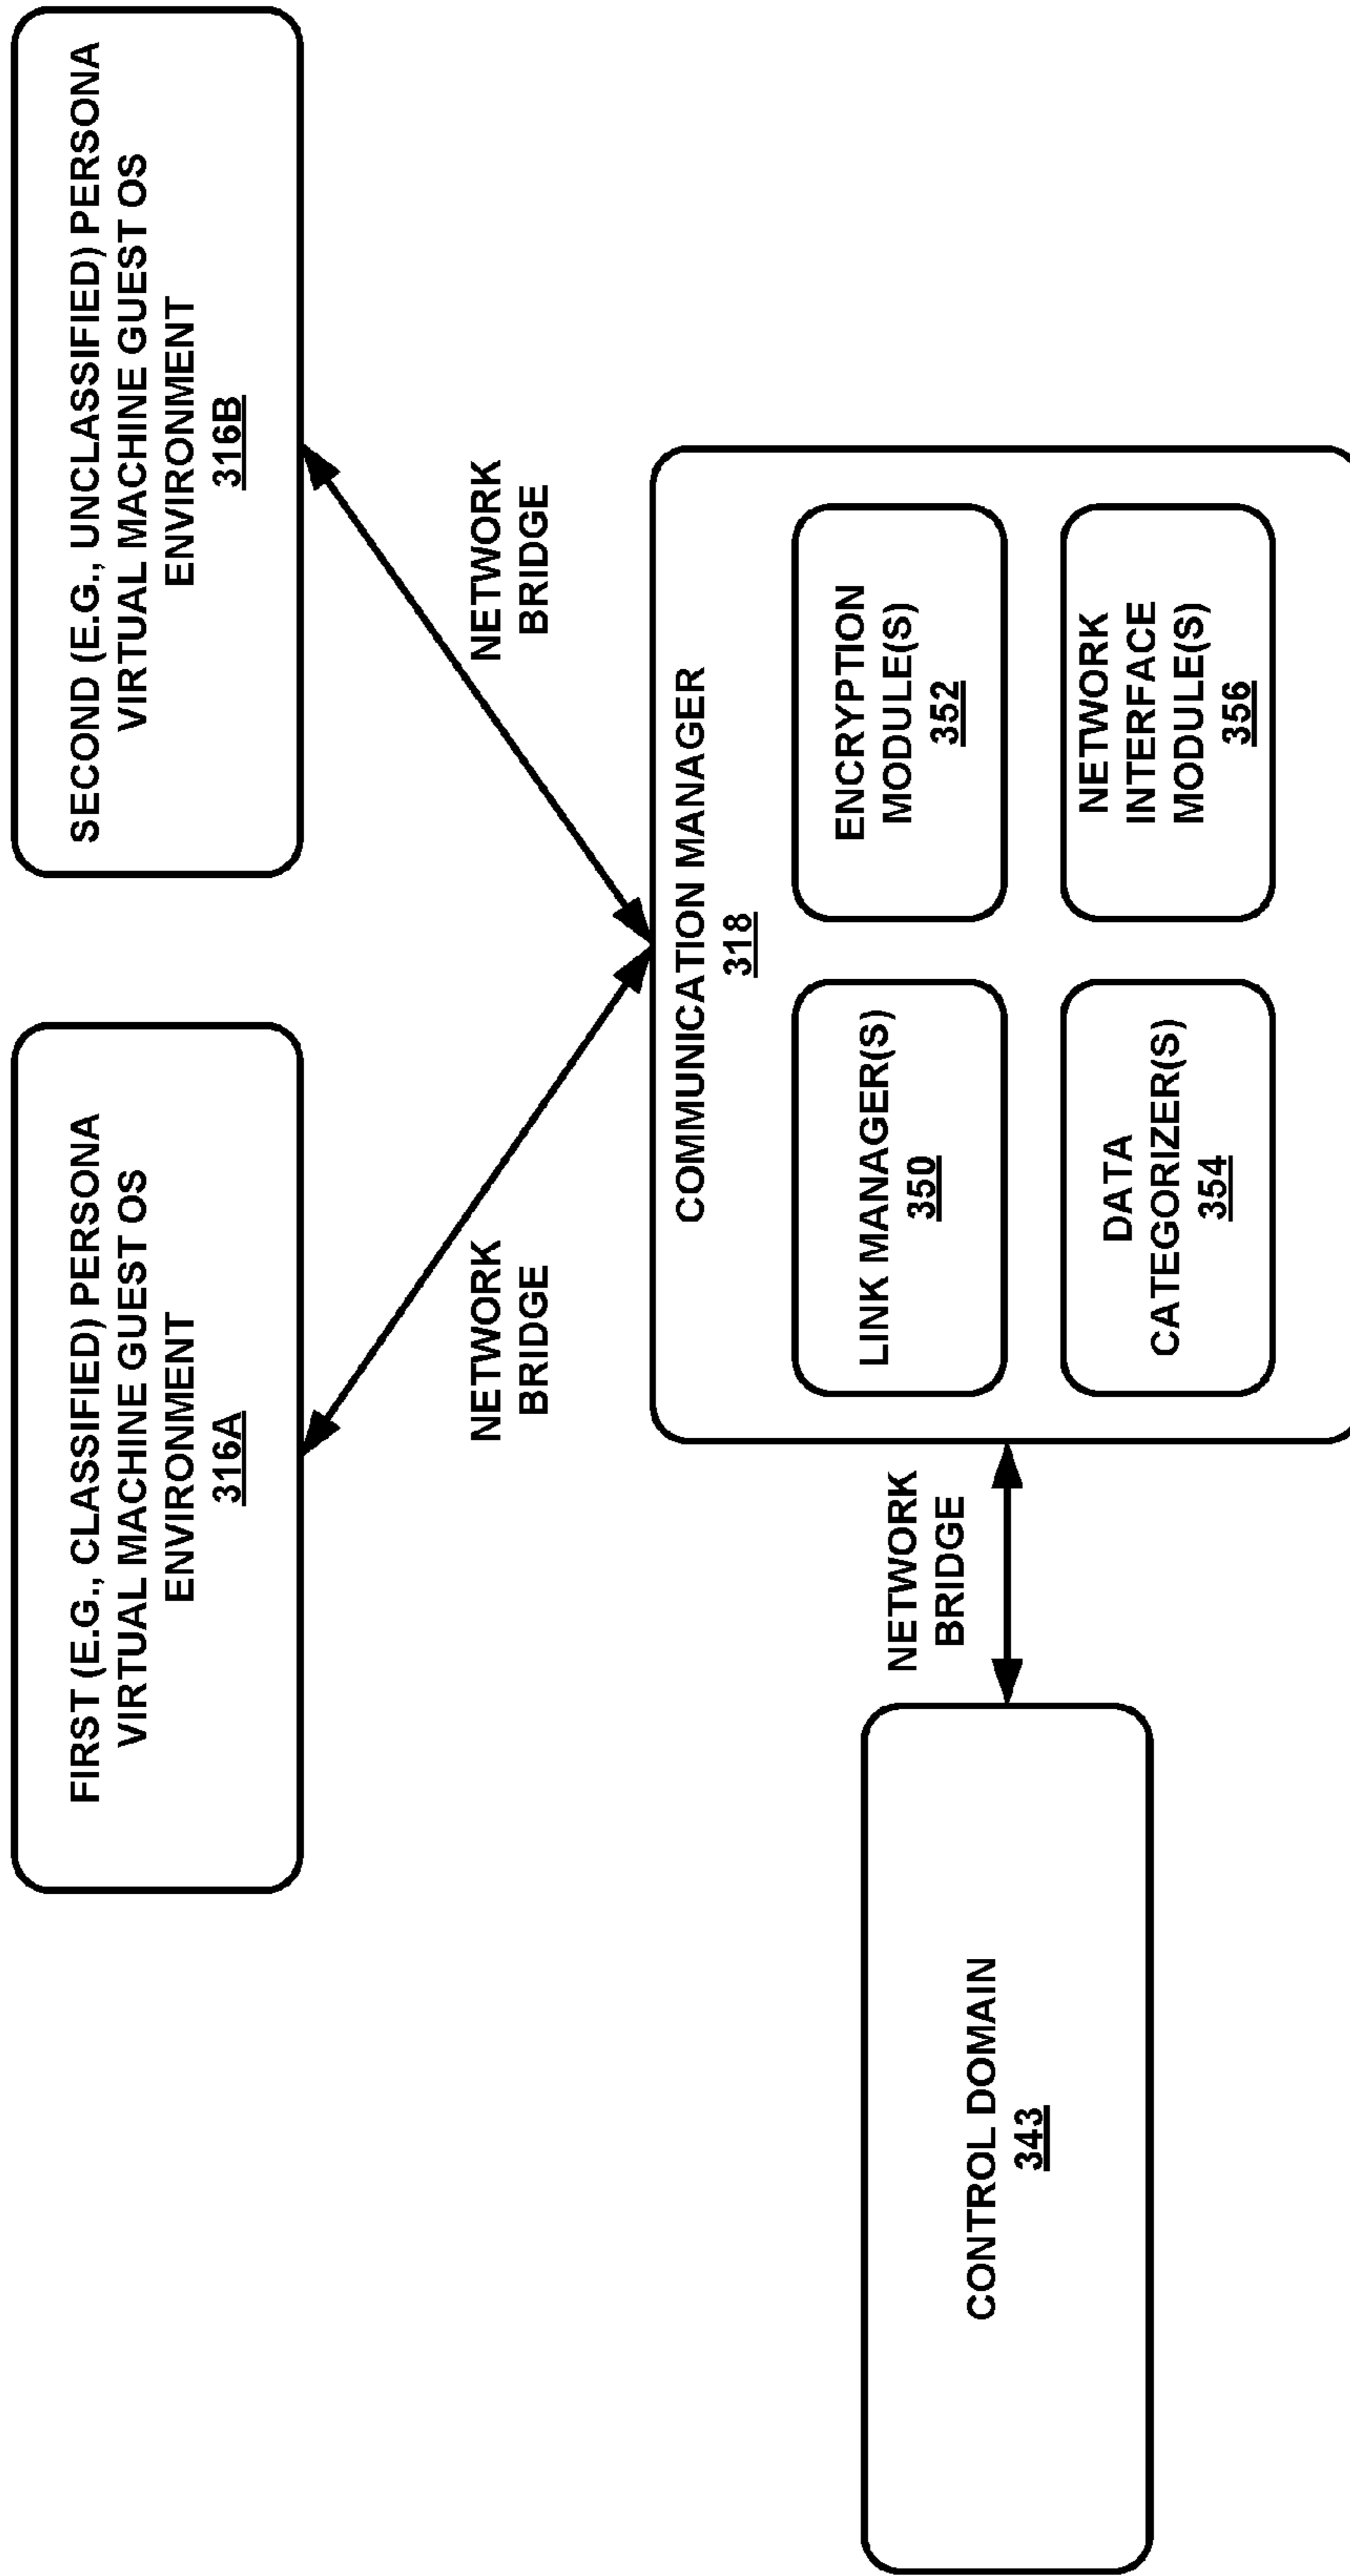 FIRST (E.G., CLASSIFIED) PERSONA
VIRTUAL MACHINE GUEST OS
ENVIRONMENT
316A
SECOND (E.G., UNCLASSIFIED) PERSONA
VIRTUAL MACHINE GUEST OS
ENVIRONMENT
316B
NETWORK
BRIDGE
NETWORK
BRIDGE
CONTROL DOMAIN
343
NETWORK
BRIDGE
COMMUNICATION MANAGER
318
LINK MANAGER(S)
350
ENCRYPTION
MODULE(S)
352
DATA
CATEGORIZER(S)
354
NETWORK
INTERFACE
MODULE(S)
356